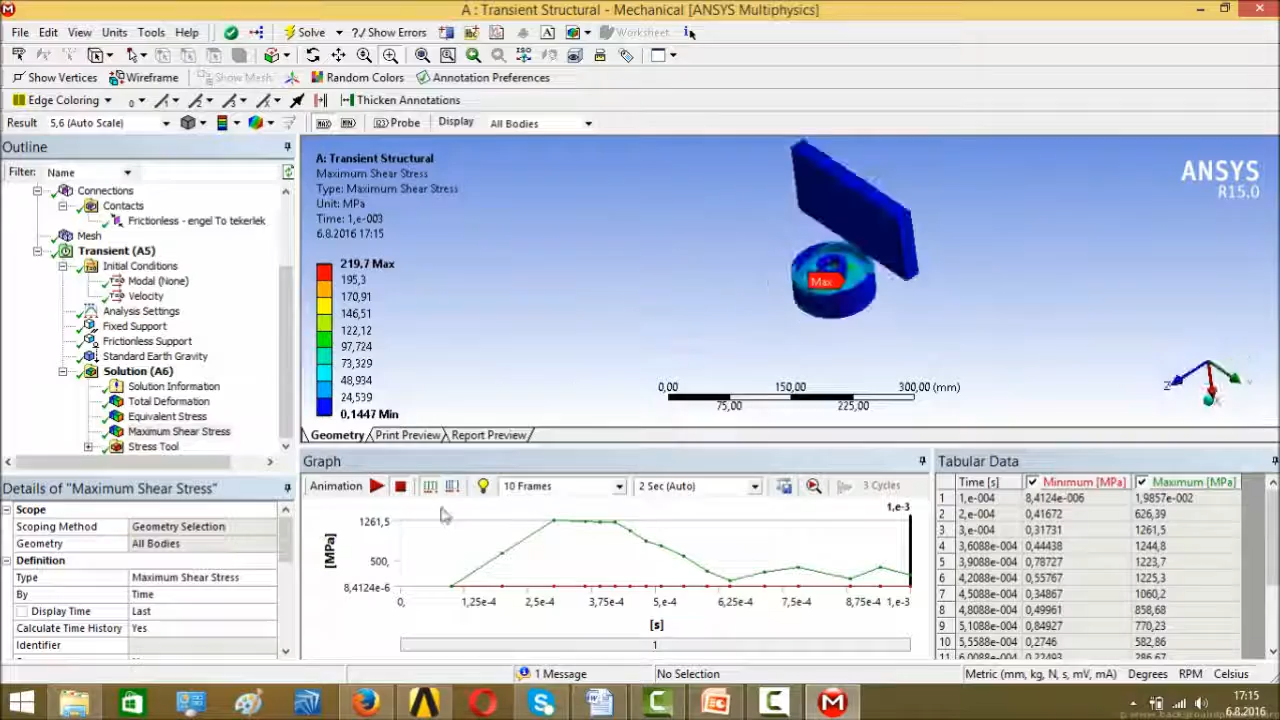 A : Transient Structural - Mechanical [ANSYS Multiphysics]
File Edit View Units Tools Help Solve ?/ Show Errors Worksheet
Show Vertices Wireframe Show Mesh Random Colors Annotation Preferences
Edge Coloring Thicken Annotations
Result 5,6 (Auto Scale) MAX MIN Probe Display All Bodies
Outline
Filter: Name
Connections
Contacts
Frictionless - engel To tekerlek
Mesh
Transient (A5)
Initial Conditions
Modal (None)
Velocity
Analysis Settings
Fixed Support
Frictionless Support
Standard Earth Gravity
Solution (A6)
Solution Information
Total Deformation
Equivalent Stress
Maximum Shear Stress
Stress Tool
Details of "Maximum Shear Stress"
Scope
Scoping Method Geometry Selection
Geometry All Bodies
Definition
Type Maximum Shear Stress
By Time
Display Time Last
Calculate Time History Yes
Identifier
A: Transient Structural
Maximum Shear Stress
Type: Maximum Shear Stress
Unit: MPa
Time: 1,e-003
6.8.2016 17:15
219,7 Max
195,3
170,91
146,51
122,12
97,724
73,329
48,934
24,539
0,1447 Min
Max
ANSYS
R15.0
0,00 150,00 300,00 (mm)
75,00 225,00
Z
X
Geometry Print Preview Report Preview
Graph
Animation 10 Frames 2 Sec (Auto) 3 Cycles
1,e-3
1261,5
500,
8,4124e-6
[MPa]
0, 1,25e-4 2,5e-4 3,75e-4 5,e-4 6,25e-4 7,5e-4 8,75e-4 1,e-3
[s]
1
Tabular Data
Time [s] Minimum [MPa] Maximum [MPa]
1 1,e-004 8,4124e-006 1,9857e-002
2 2,e-004 0,41672 626,39
3 3,e-004 0,31731 1261,5
4 3,6088e-004 0,44438 1244,8
5 3,9088e-004 0,78727 1223,7
6 4,2088e-004 0,55767 1225,3
7 4,5088e-004 0,34867 1060,2
8 4,8088e-004 0,49961 858,68
9 5,1088e-004 0,84927 770,23
10 5,5588e-004 0,2746 582,86
11 6,0088e-004 0,22493 286,67
1 Message No Selection Metric (mm, kg, N, s, mV, mA) Degrees RPM Celsius
17:15
6.8.2016